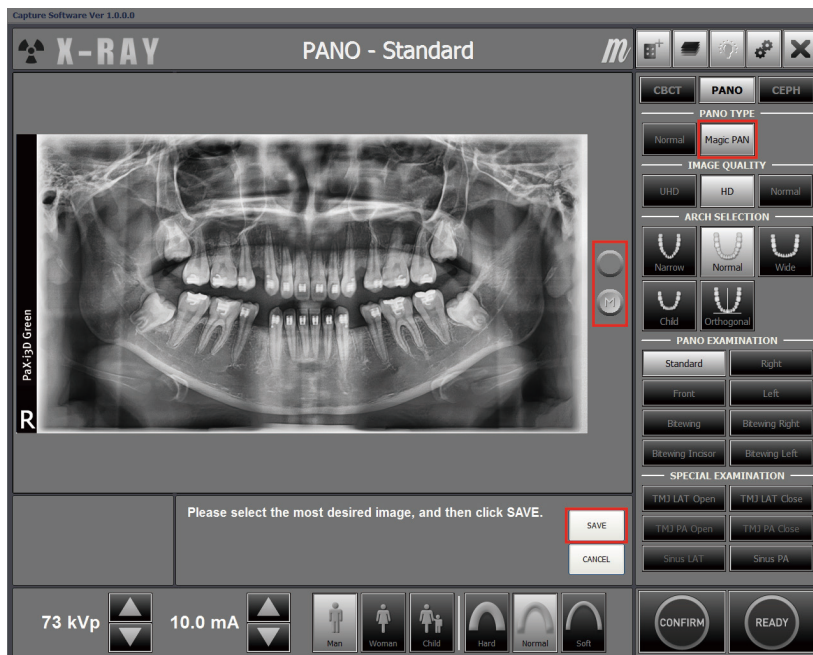 Capture Software Ver 1.0.0.0
X-RAY
PANO - Standard
m
CBCT PANO CEPH
PANO TYPE
Normal Magic PAN
IMAGE QUALITY
UHD HD Normal
ARCH SELECTION
Narrow Normal Wide
Child Orthogonal
PANO EXAMINATION
Standard Right
Front Left
Bitewing Bitewing Right
Bitewing Incisor Bitewing Left
SPECIAL EXAMINATION
TMJ LAT Open TMJ LAT Close
TMJ PA Open TMJ PA Close
Sinus LAT Sinus PA
PaX-i3D Green
R
M
Please select the most desired image, and then click SAVE.
SAVE
CANCEL
73 kVp 10.0 mA
Man Woman Child Hard Normal Soft
CONFIRM READY